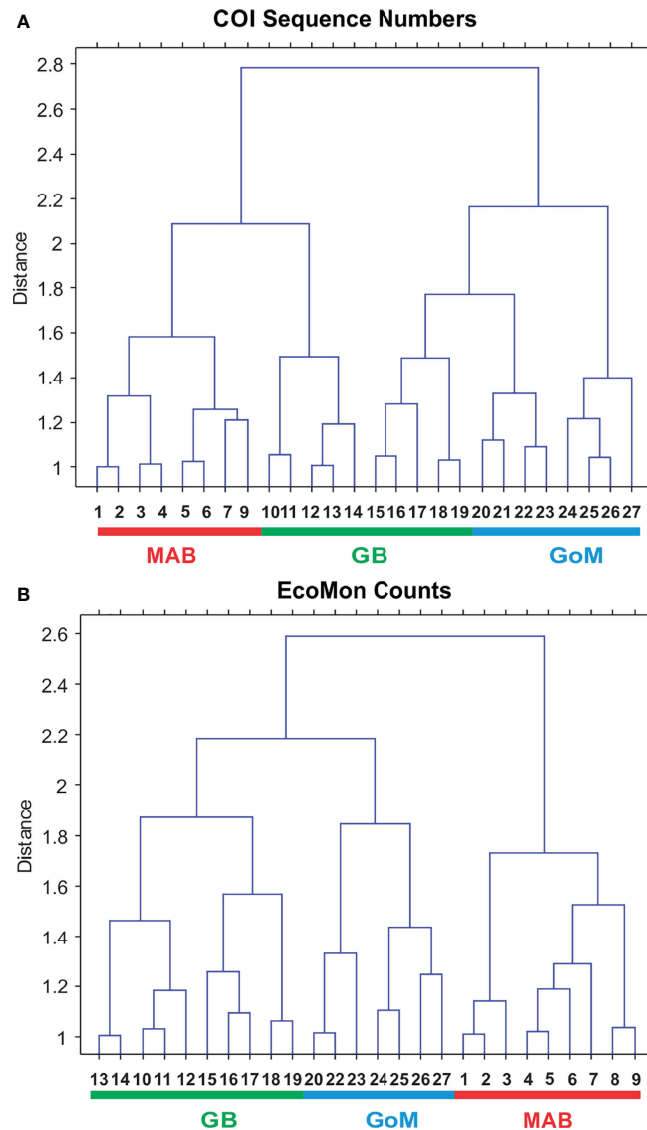 A
COI Sequence Numbers
2.8
2.6
2.4
2.2
2
1.8
1.6
1.4
1.2
1
Distance
1 2 3 4 5 6 7 9 10 11 12 13 14 15 16 17 18 19 20 21 22 23 24 25 26 27
MAB GB GoM
B
EcoMon Counts
2.6
2.4
2.2
2
1.8
1.6
1.4
1.2
1
Distance
13 14 10 11 12 15 16 17 18 19 20 22 23 24 25 26 27 1 2 3 4 5 6 7 8 9
GB GoM MAB